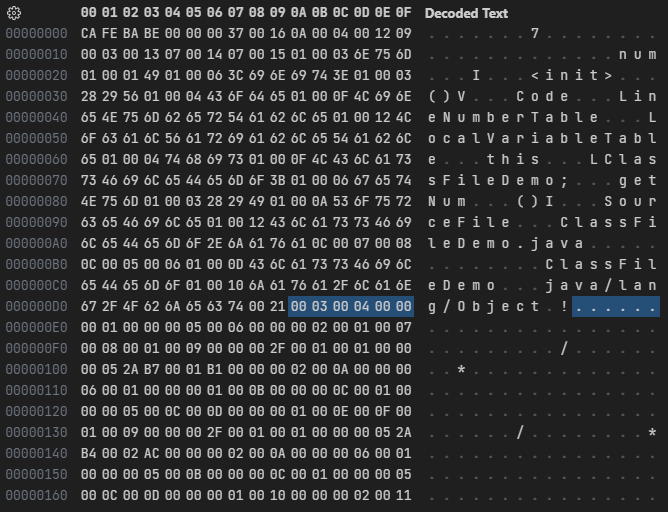 00 01 02 03 04 05 06 07 08 09 0A 0B 0C 0D 0E 0F Decoded Text
00000000 CA FE BA BE 00 00 00 37 00 16 0A 00 04 00 12 09 . . . . . . . 7 . . . . . . . .
00000010 00 03 00 13 07 00 14 07 00 15 01 00 03 6E 75 6D . . . . . . . . . . . . . n u m
00000020 01 00 01 49 01 00 06 3C 69 6E 69 74 3E 01 00 03 . . . I . . . < i n i t > . . .
00000030 28 29 56 01 00 04 43 6F 64 65 01 00 0F 4C 69 6E ( ) V . . . C o d e . . . L i n
00000040 65 4E 75 6D 62 65 72 54 61 62 6C 65 01 00 12 4C e N u m b e r T a b l e . . . L
00000050 6F 63 61 6C 56 61 72 69 61 62 6C 65 54 61 62 6C o c a l V a r i a b l e T a b l
00000060 65 01 00 04 74 68 69 73 01 00 0F 4C 43 6C 61 73 e . . . t h i s . . . L C l a s
00000070 73 46 69 6C 65 44 65 6D 6F 3B 01 00 06 67 65 74 s F i l e D e m o ; . . . g e t
00000080 4E 75 6D 01 00 03 28 29 49 01 00 0A 53 6F 75 72 N u m . . . ( ) I . . . S o u r
00000090 63 65 46 69 6C 65 01 00 12 43 6C 61 73 73 46 69 c e F i l e . . . C l a s s F i
000000A0 6C 65 44 65 6D 6F 2E 6A 61 76 61 0C 00 07 00 08 l e D e m o . j a v a . . . . .
000000B0 0C 00 05 00 06 01 00 0D 43 6C 61 73 73 46 69 6C . . . . . . . . C l a s s F i l
000000C0 65 44 65 6D 6F 01 00 10 6A 61 76 61 2F 6C 61 6E e D e m o . . . j a v a / l a n
000000D0 67 2F 4F 62 6A 65 63 74 00 21 00 03 00 04 00 00 g / O b j e c t . ! . . . . . .
000000E0 00 01 00 00 00 05 00 06 00 00 00 02 00 01 00 07 . . . . . . . . . . . . . . . .
000000F0 00 08 00 01 00 09 00 00 00 2F 00 01 00 01 00 00 . . . . . . . . . / . . . . . .
00000100 00 05 2A B7 00 01 B1 00 00 00 02 00 0A 00 00 00 . . * . . . . . . . . . . . . .
00000110 06 00 01 00 00 00 01 00 0B 00 00 00 0C 00 01 00 . . . . . . . . . . . . . . . .
00000120 00 00 05 00 0C 00 0D 00 00 00 01 00 0E 00 0F 00 . . . . . . . . . . . . . . . .
00000130 01 00 09 00 00 00 2F 00 01 00 01 00 00 00 05 2A . . . . . . / . . . . . . . . *
00000140 B4 00 02 AC 00 00 00 02 00 0A 00 00 00 06 00 01 . . . . . . . . . . . . . . . .
00000150 00 00 00 05 00 0B 00 00 00 0C 00 01 00 00 00 05 . . . . . . . . . . . . . . . .
00000160 00 0C 00 0D 00 00 00 01 00 10 00 00 00 02 00 11 . . . . . . . . . . . . . . . .